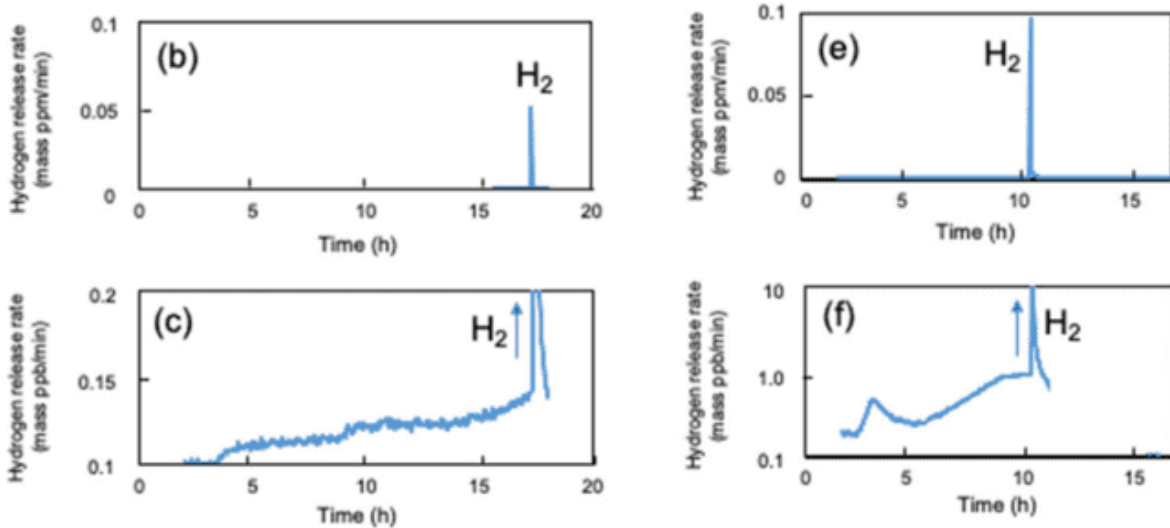 Hydrogen release rate
(mass ppm/min)
0.1
0.05
0
(b)
H2
0 5 10 15 20
Time (h)
Hydrogen release rate
(mass ppm/min)
0.1
0.05
0
(e)
H2
0 5 10 15
Time (h)
Hydrogen release rate
(mass ppb/min)
0.2
0.15
0.1
(c)
H2
0 5 10 15 20
Time (h)
Hydrogen release rate
(mass ppb/min)
10
1.0
0.1
(f)
H2
0 5 10 15
Time (h)